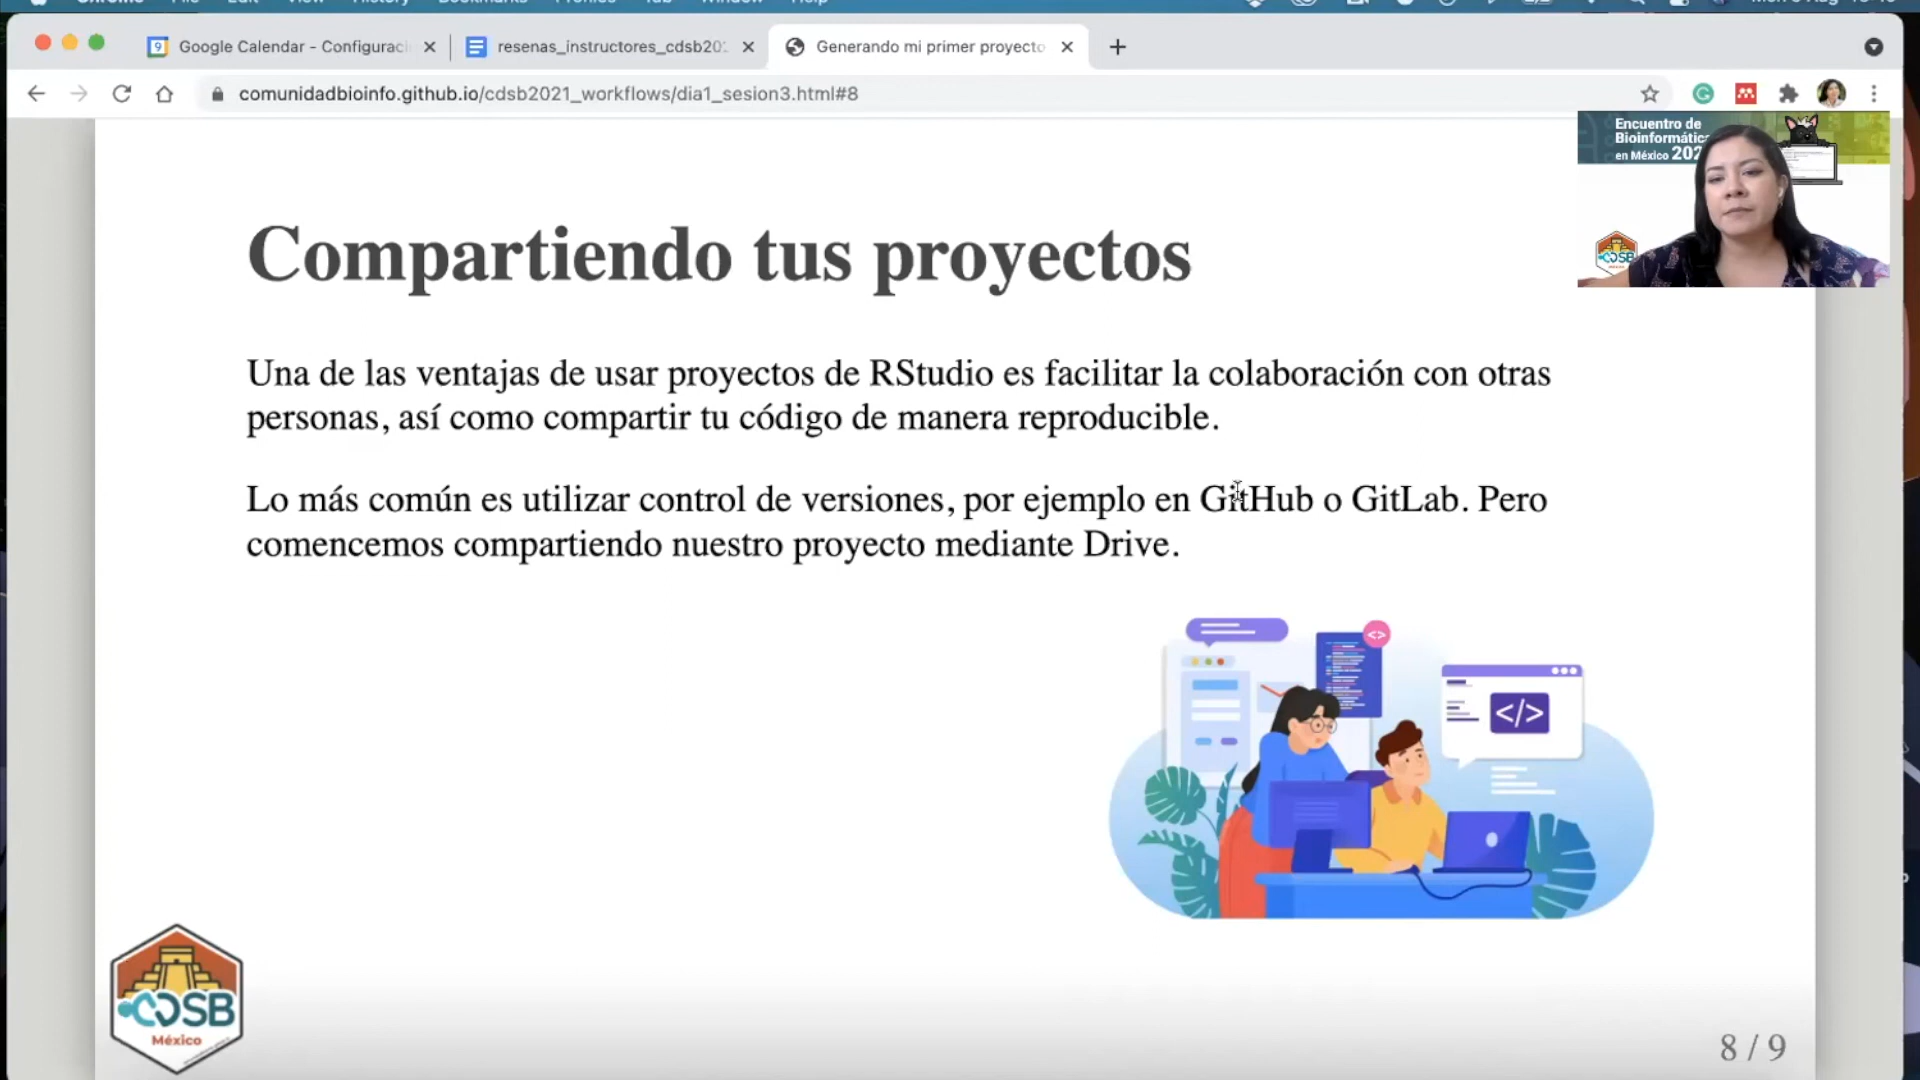 Google Calendar - Configuraci
resenas_instructores_cdsb202
Generando mi primer proyecto
comunidadbioinfo.github.io/cdsb2021_workflows/dia1_sesion3.html#8
Encuentro de
Bioinformátic
en México 202
CDSB
Compartiendo tus proyectos
Una de las ventajas de usar proyectos de RStudio es facilitar la colaboración con otras
personas, así como compartir tu código de manera reproducible.
Lo más común es utilizar control de versiones, por ejemplo en GitHub o GitLab. Pero
comencemos compartiendo nuestro proyecto mediante Drive.
<>
</>
CDSB
México
8 / 9